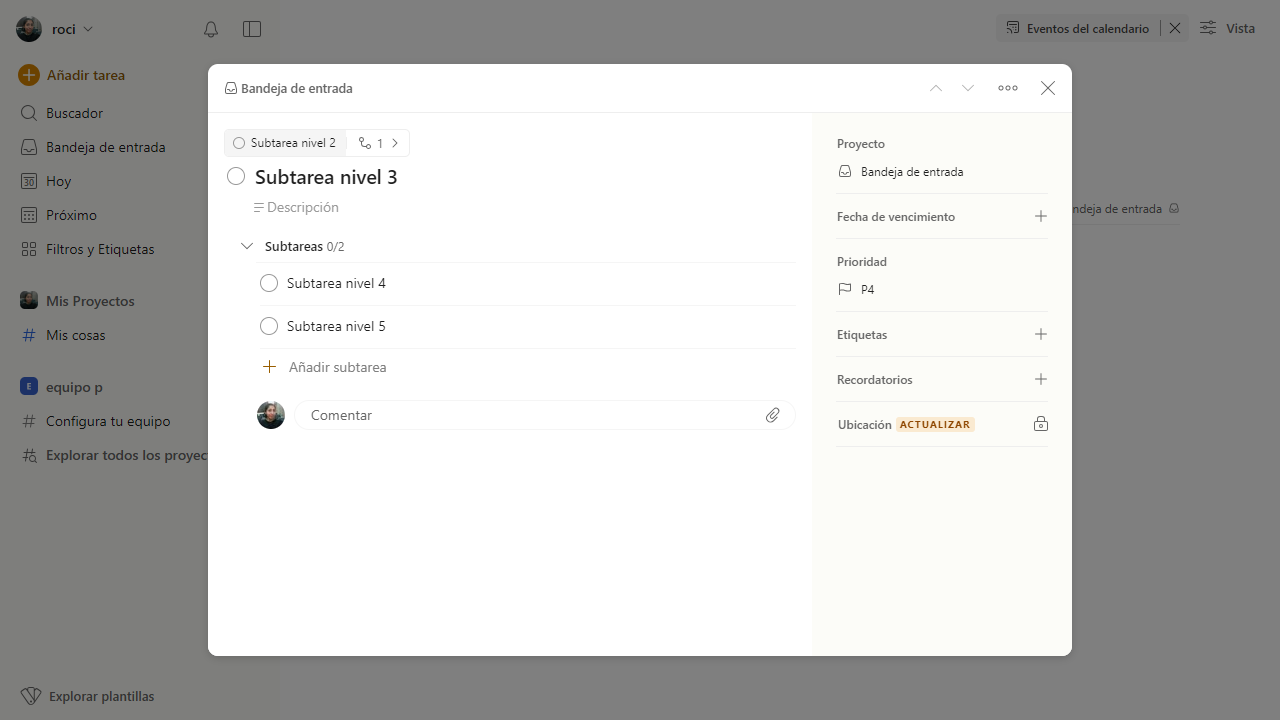 roci
Eventos del calendario
Vista
Añadir tarea
Buscador
Bandeja de entrada
30
Hoy
Próximo
Filtros y Etiquetas
Mis Proyectos
Mis cosas
E
equipo p
Configura tu equipo
Explorar todos los proyec
Explorar plantillas
Bandeja de entrada
Subtarea nivel 2
1
Subtarea nivel 3
Descripción
Subtareas 0/2
Subtarea nivel 4
Subtarea nivel 5
Añadir subtarea
Comentar
Proyecto
Bandeja de entrada
Fecha de vencimiento
Prioridad
P4
Etiquetas
Recordatorios
Ubicación ACTUALIZAR
ndeja de entrada